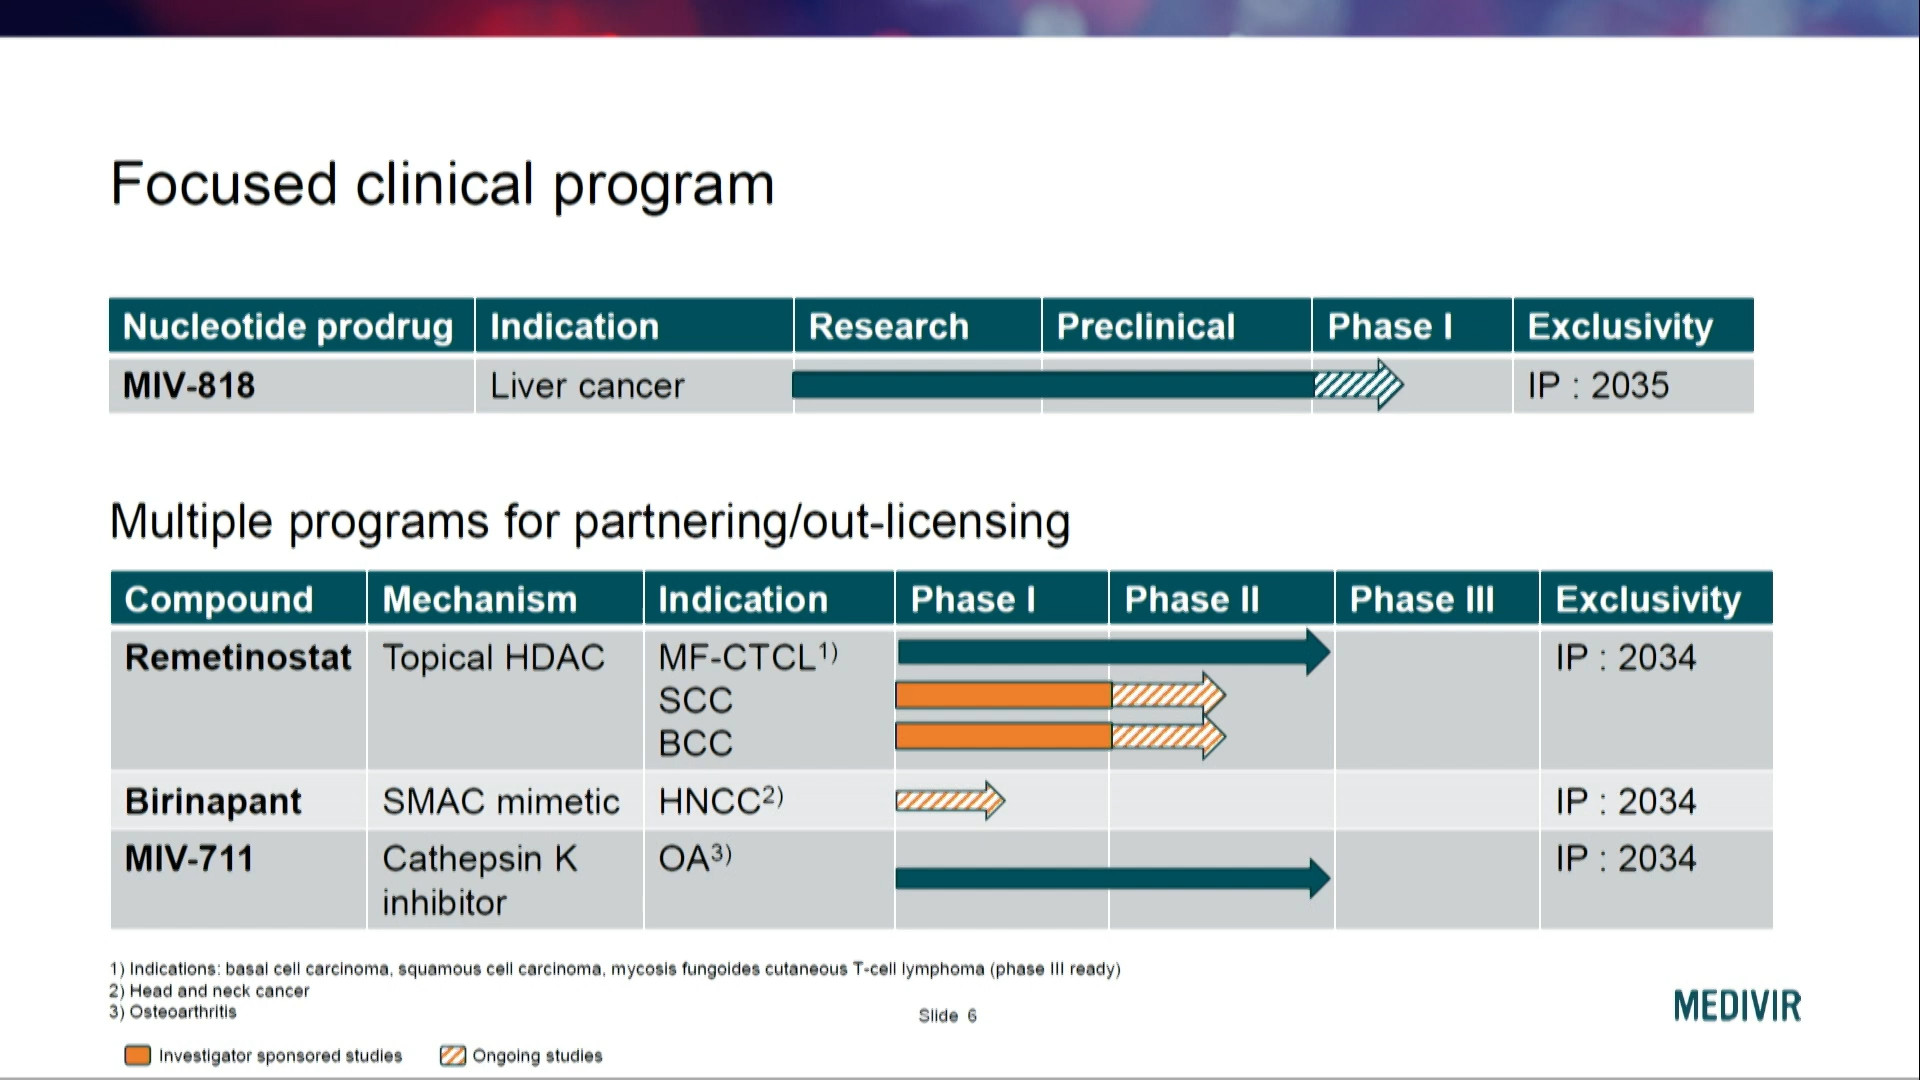 Focused clinical program
Nucleotide prodrug Indication Research Preclinical Phase I Exclusivity
MIV-818 Liver cancer IP : 2035
Multiple programs for partnering/out-licensing
Compound Mechanism Indication Phase I Phase II Phase III Exclusivity
Remetinostat Topical HDAC MF-CTCL1) IP : 2034
SCC
BCC
Birinapant SMAC mimetic HNCC2) IP : 2034
MIV-711 Cathepsin K OA3) IP : 2034
inhibitor
1) Indications: basal cell carcinoma, squamous cell carcinoma, mycosis fungoides cutaneous T-cell lymphoma (phase III ready)
2) Head and neck cancer
3) Osteoarthritis
Slide 6
MEDIVIR
Investigator sponsored studies Ongoing studies